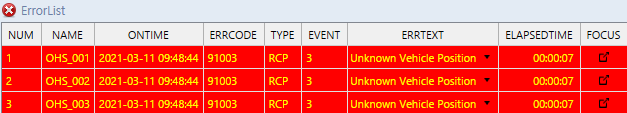 ErrorList
NUM NAME ONTIME ERRCODE TYPE EVENT ERRTEXT ELAPSEDTIME FOCUS
1 OHS_001 2021-03-11 09:48:44 91003 RCP 3 Unknown Vehicle Position 00:00:07
2 OHS_002 2021-03-11 09:48:44 91003 RCP 3 Unknown Vehicle Position 00:00:07
3 OHS_003 2021-03-11 09:48:44 91003 RCP 3 Unknown Vehicle Position 00:00:07